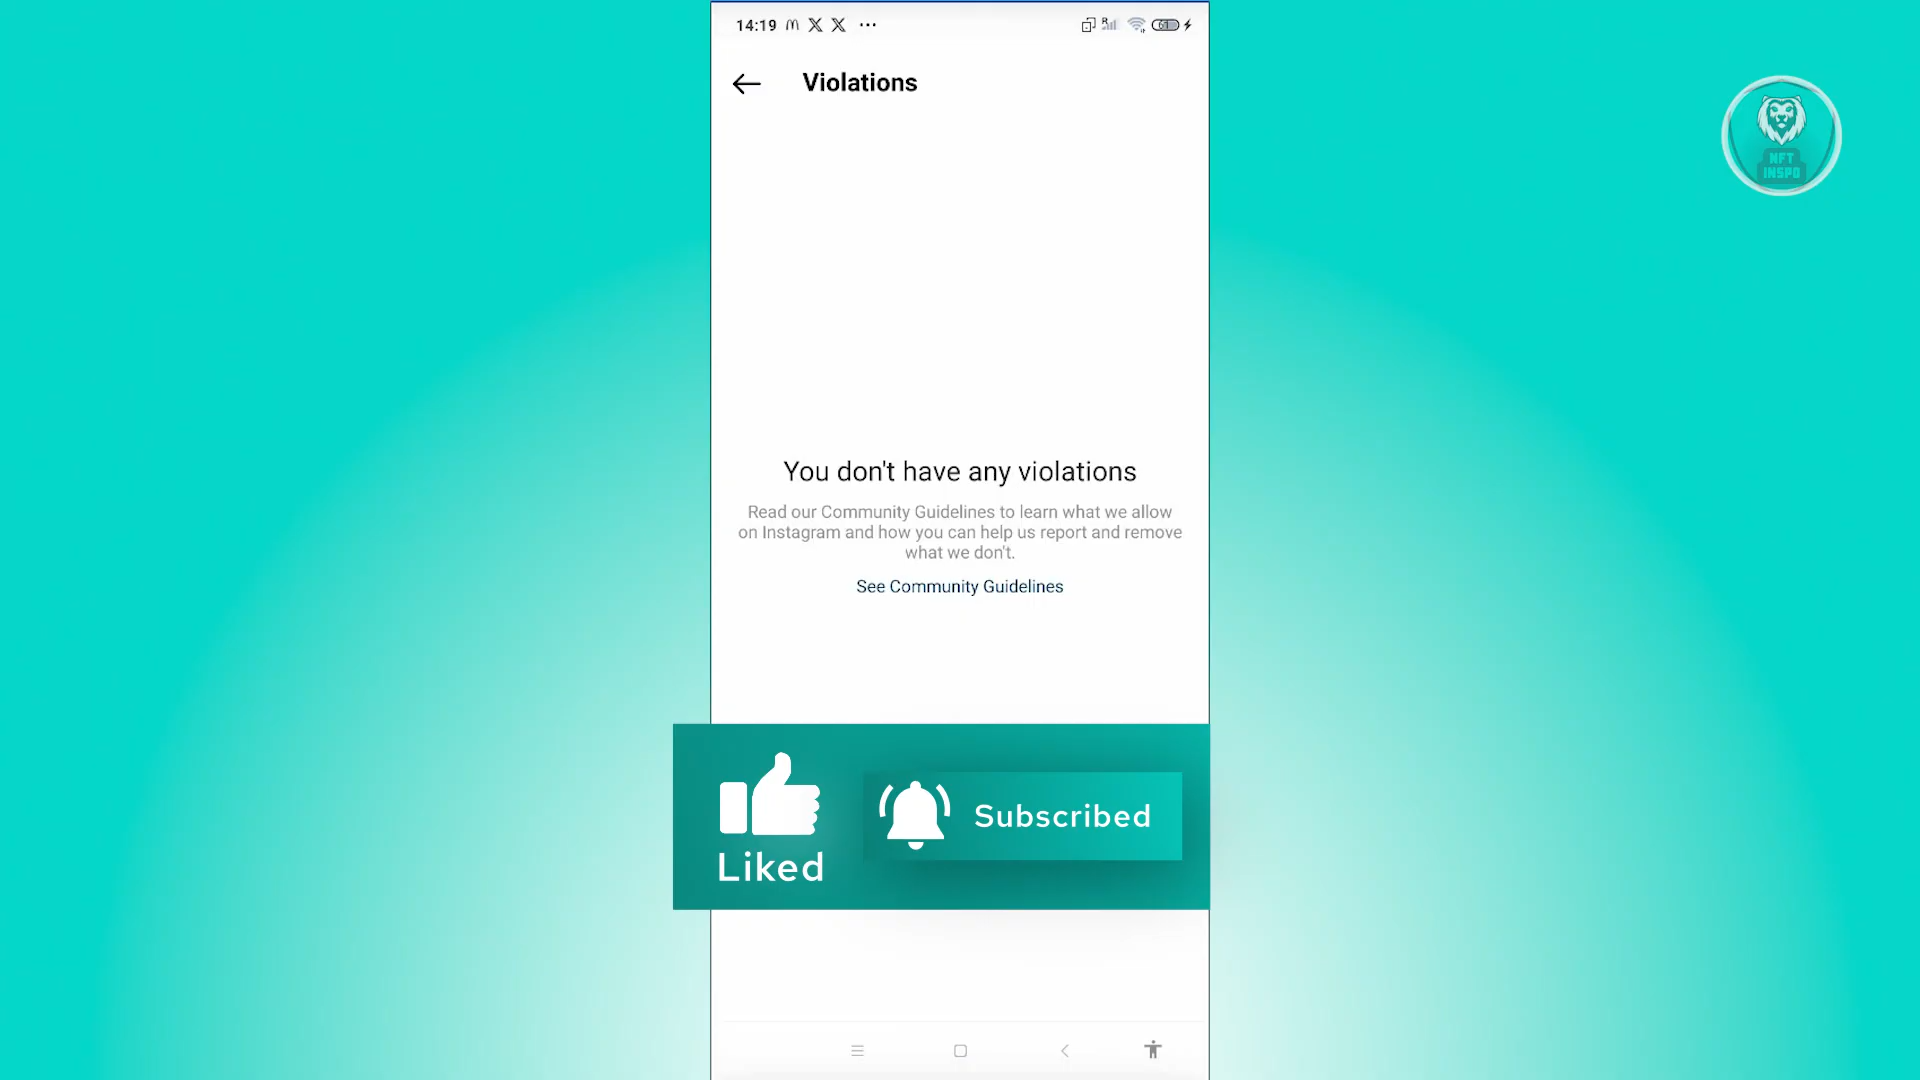 14:19
Violations
NFT
INSPO
You don't have any violations
Read our Community Guidelines to learn what we allow
on Instagram and how you can help us report and remove
what we don't.
See Community Guidelines
Subscribed
Liked